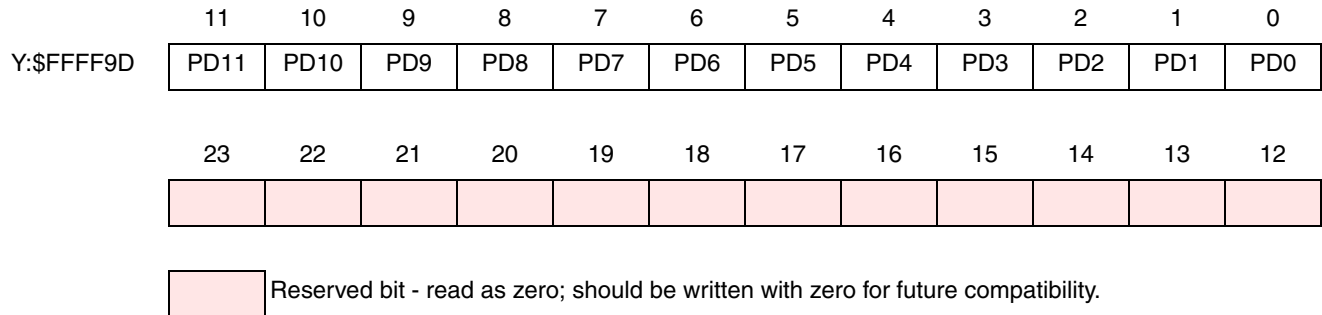 11 10 9 8 7 6 5 4 3 2 1 0
Y:$FFFF9D PD11 PD10 PD9 PD8 PD7 PD6 PD5 PD4 PD3 PD2 PD1 PD0
23 22 21 20 19 18 17 16 15 14 13 12
Reserved bit - read as zero; should be written with zero for future compatibility.